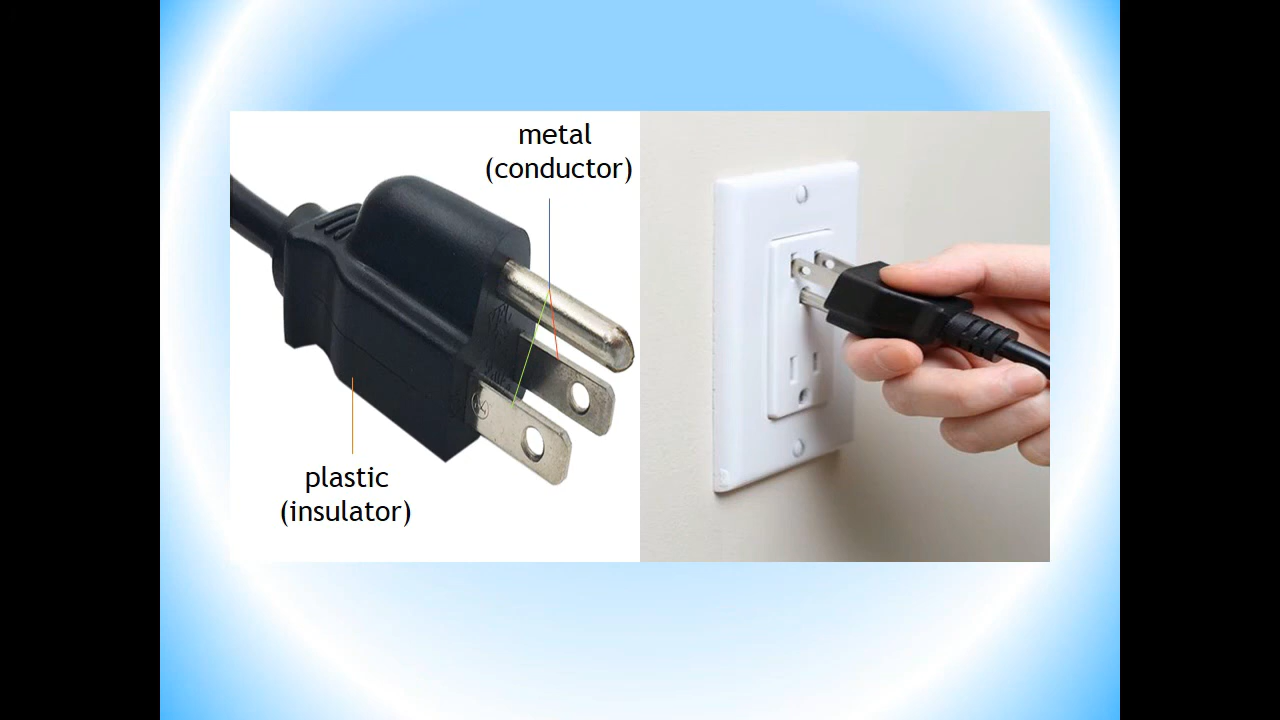 metal
(conductor)
plastic
(insulator)